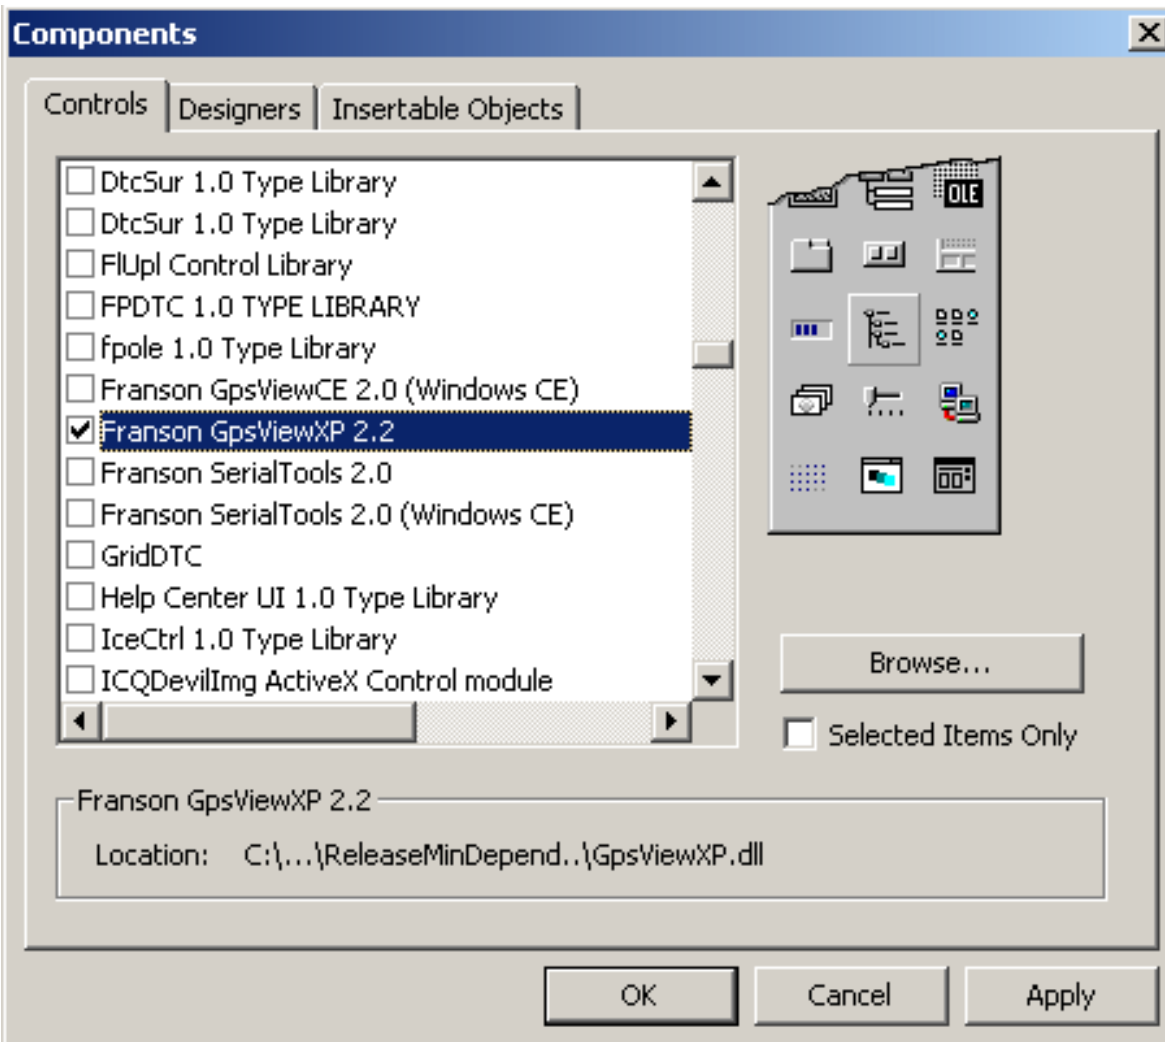 Components
Controls
Designers
Insertable Objects
DtcSur 1.0 Type Library
DtcSur 1.0 Type Library
FlUpl Control Library
FPDTC 1.0 TYPE LIBRARY
fpole 1.0 Type Library
Franson GpsViewCE 2.0 (Windows CE)
Franson GpsViewXP 2.2
Franson SerialTools 2.0
Franson SerialTools 2.0 (Windows CE)
GridDTC
Help Center UI 1.0 Type Library
IceCtrl 1.0 Type Library
ICQDevilImg ActiveX Control module
OLE
Browse...
Selected Items Only
Franson GpsViewXP 2.2
Location: C:\...\ReleaseMinDepend..\GpsViewXP.dll
OK
Cancel
Apply